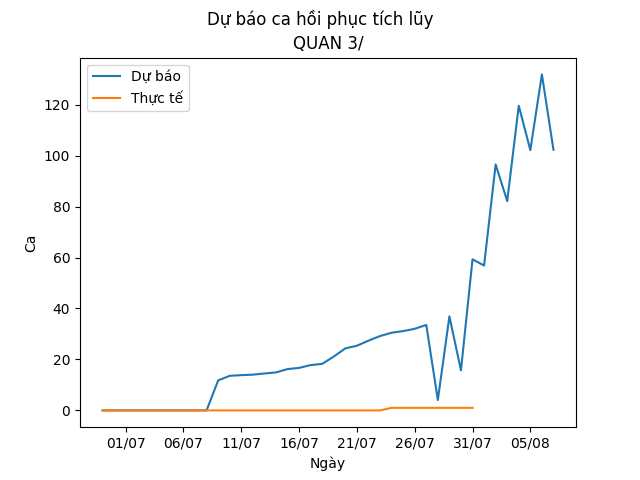 Dự báo ca hồi phục tích lũy
QUAN 3/
Dự báo
Thực tế
120
100
80
60
40
20
0
Ca
01/07 06/07 11/07 16/07 21/07 26/07 31/07 05/08
Ngày